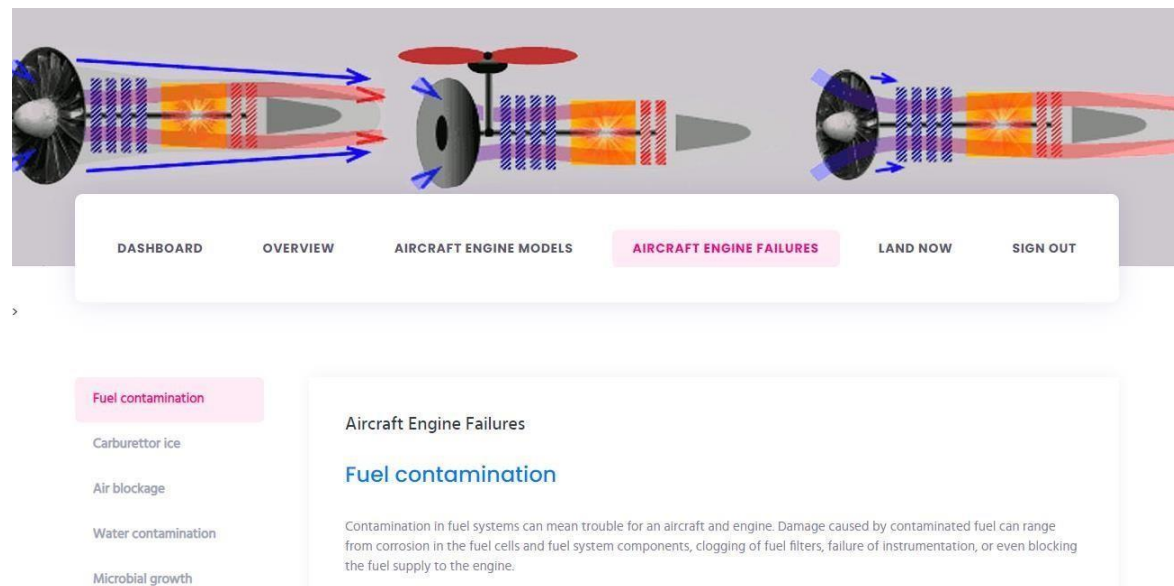 DASHBOARD
OVERVIEW
AIRCRAFT ENGINE MODELS
AIRCRAFT ENGINE FAILURES
LAND NOW
SIGN OUT
>
Fuel contamination
Carburettor ice
Air blockage
Water contamination
Microbial growth
Aircraft Engine Failures
Fuel contamination
Contamination in fuel systems can mean trouble for an aircraft and engine. Damage caused by contaminated fuel can range
from corrosion in the fuel cells and fuel system components, clogging of fuel filters, failure of instrumentation, or even blocking
the fuel supply to the engine.